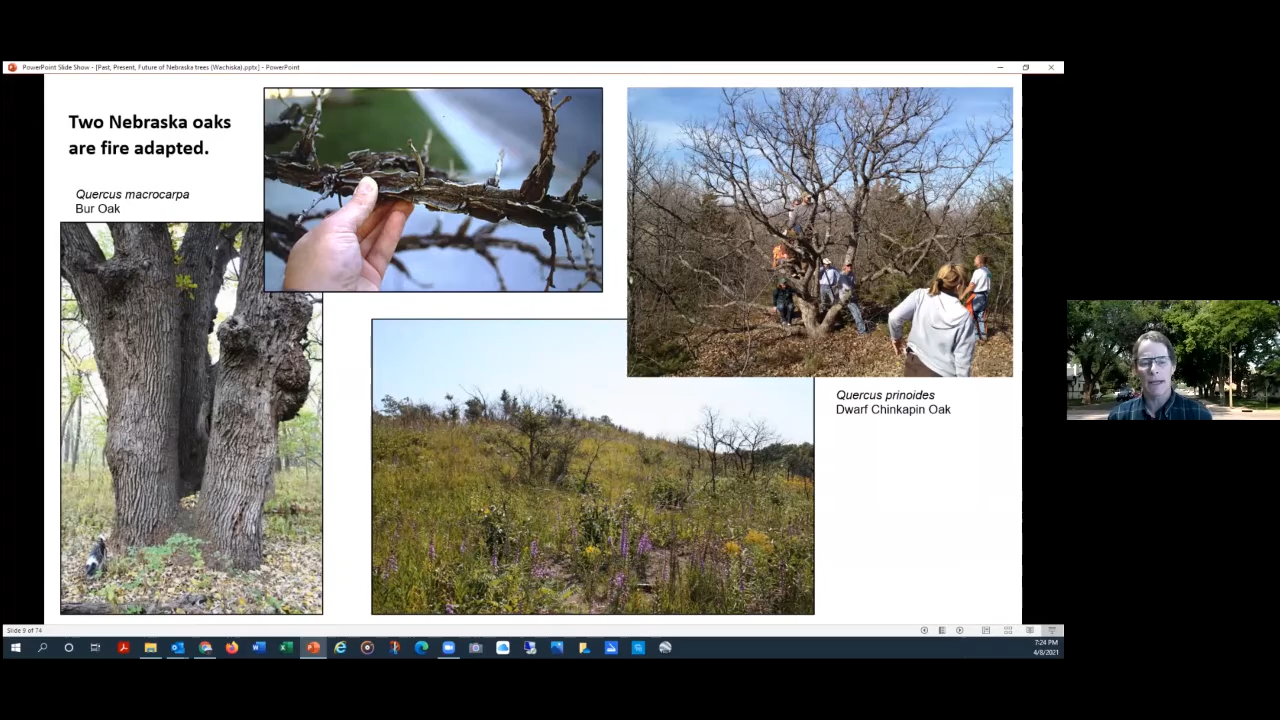 PowerPoint Slide Show - [Past, Present, Future of Nebraska trees (Wachiska).pptx] - PowerPoint
Two Nebraska oaks
are fire adapted.
Quercus macrocarpa
Bur Oak
Quercus prinoides
Dwarf Chinkapin Oak
Slide 9 of 74
7:24 PM
4/8/2021